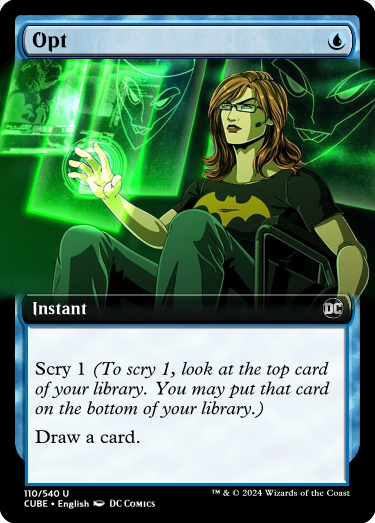 Opt
Instant
DC
Scry 1 (To scry 1, look at the top card
of your library. You may put that card
on the bottom of your library.)
Draw a card.
110/540 U
CUBE • English DC COMICS
™ & © 2024 Wizards of the Coast